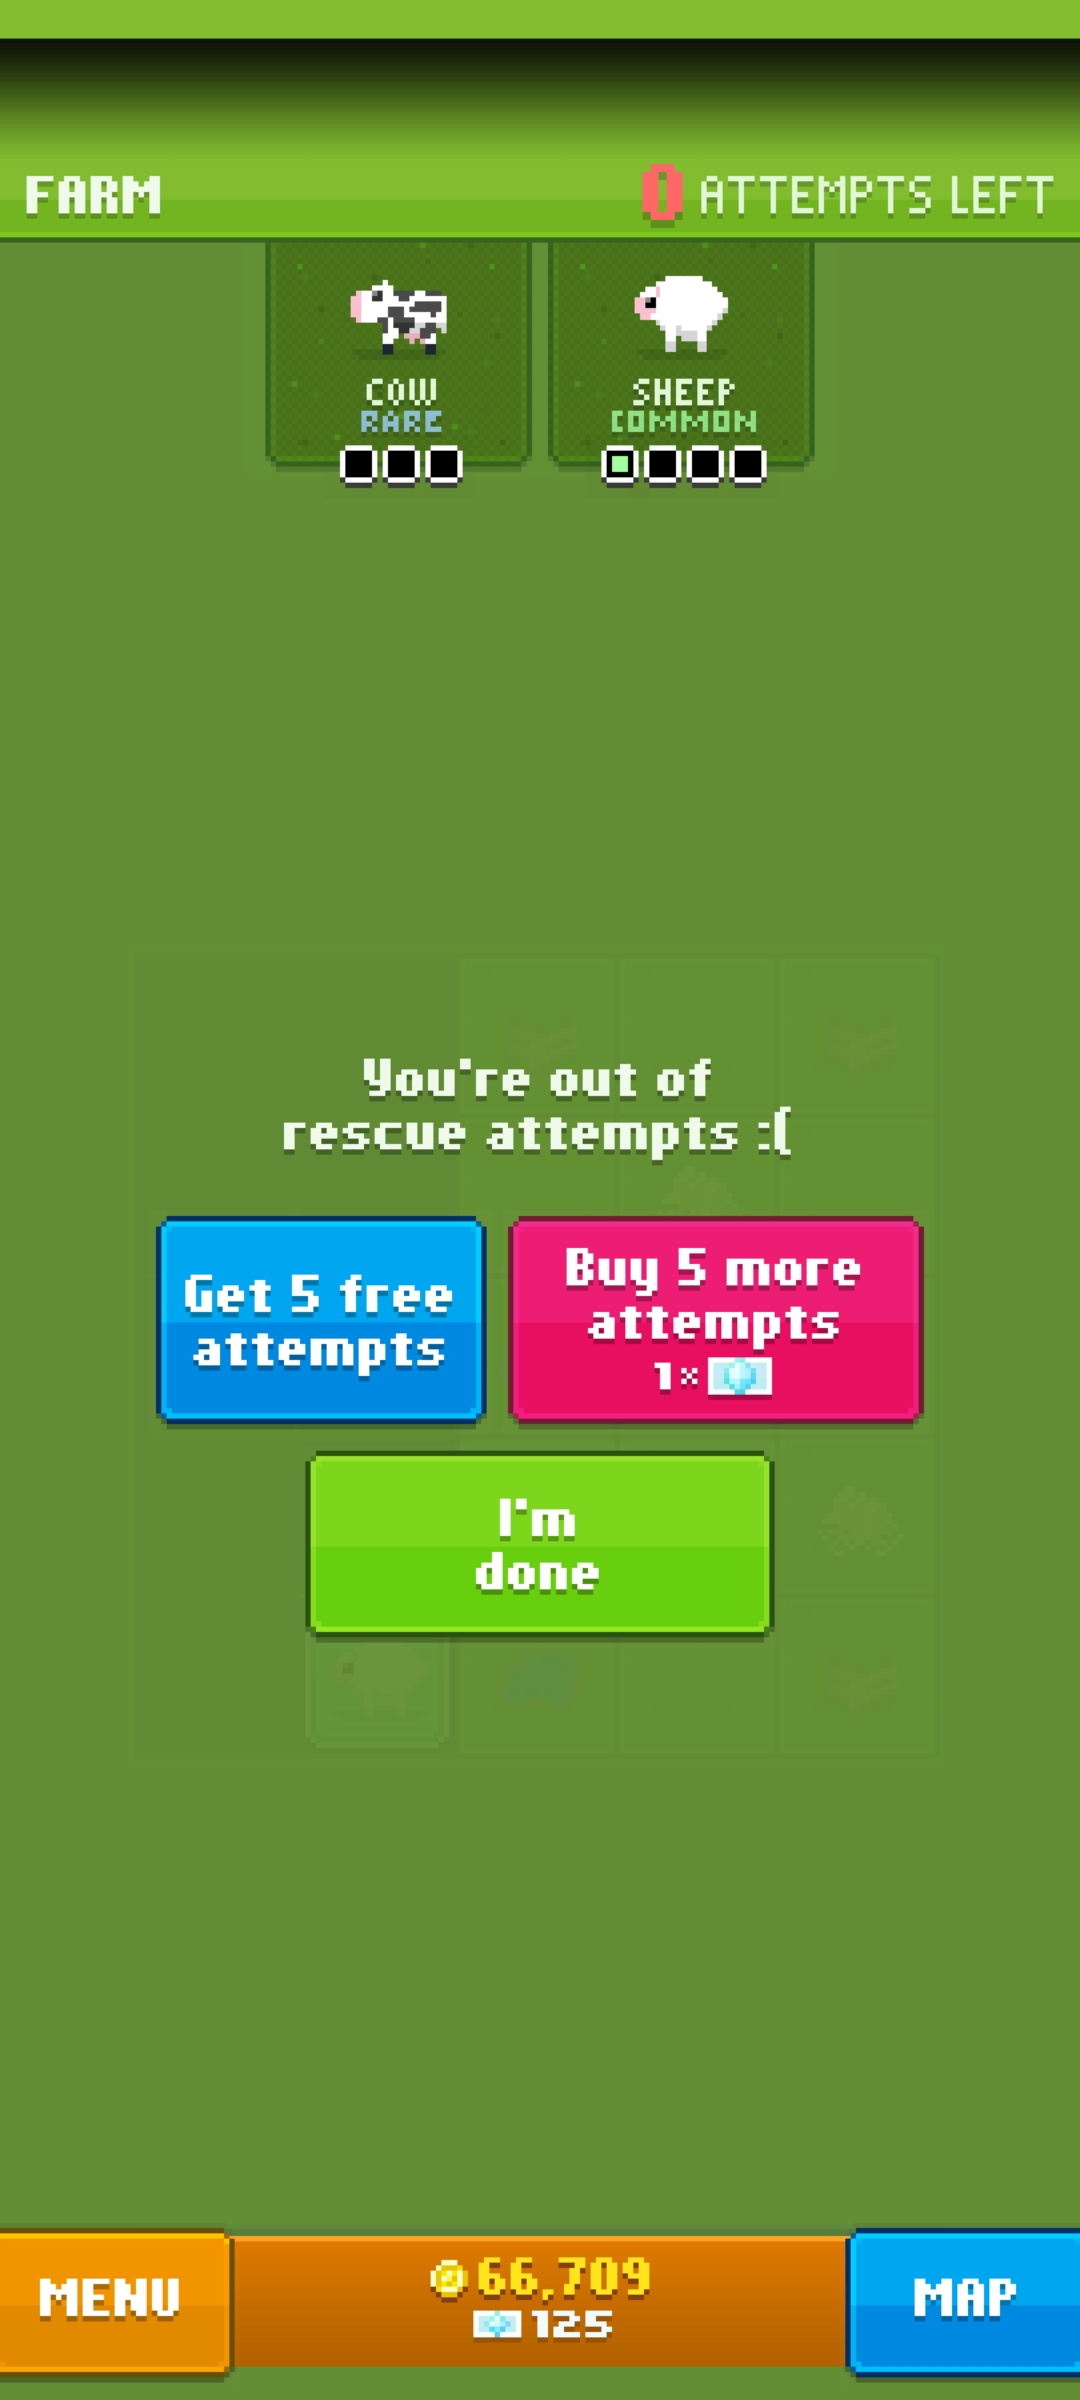 FARM
0 ATTEMPTS LEFT
COW
RARE
SHEEP
COMMON
You're out of
rescue attempts :(
Get 5 free
attempts
Buy 5 more
attempts
1×
I'm
done
MENU
66,709
125
MAP